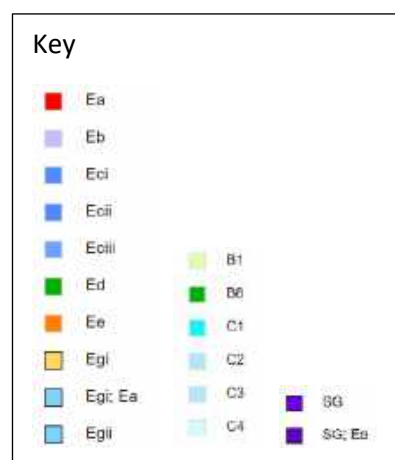 Key
Ea
Eb
Eci
Ecii
Eciii
Ed
Ee
Egi
Egi; Ea
Egii
B1
B6
C1
C2
C3
C4
SG
SG; Ee